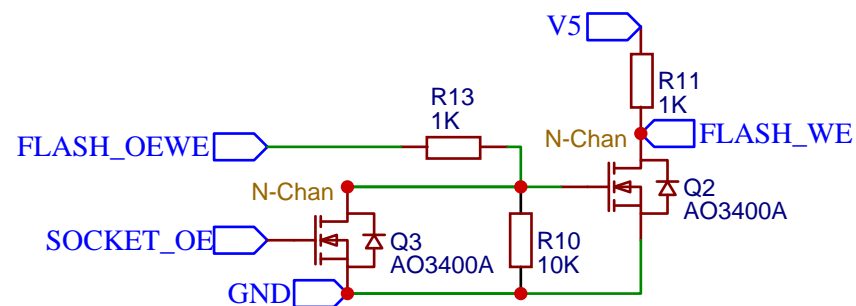 V5
R11
1K
R13
1K
FLASH_OEWE
N-Chan
FLASH_WE
N-Chan
Q2
AO3400A
SOCKET_OE
Q3
AO3400A
R10
10K
GND